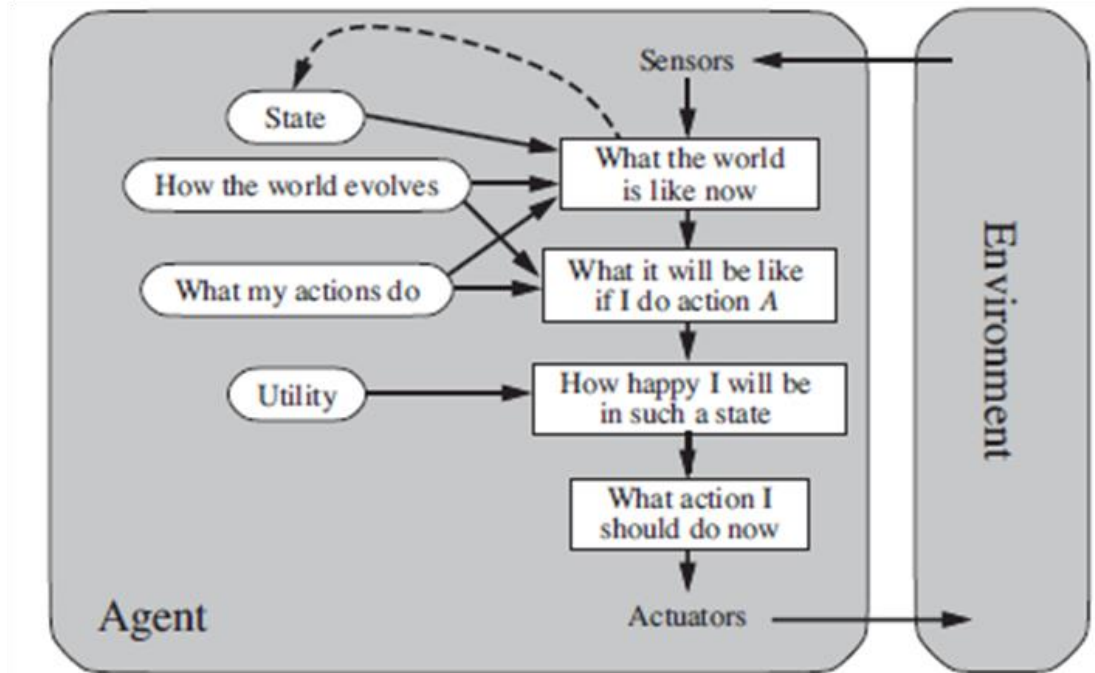 Sensors
State
What the world
is like now
How the world evolves
What my actions do
What it will be like
if I do action A
Utility
How happy I will be
in such a state
What action I
should do now
Actuators
Agent
Environment